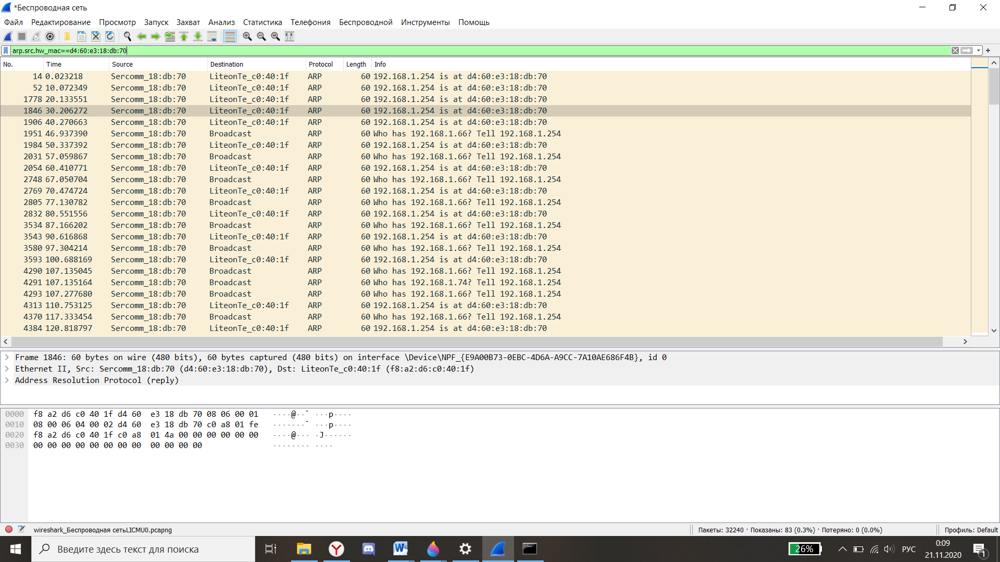 *Беспроводная сеть
Файл Редактирование Просмотр Запуск Захват Анализ Статистика Телефония Беспроводной Инструменты Помощь
arp.src.hw_mac==d4:60:e3:18:db:70
No. Time Source Destination Protocol Length Info
14 0.023218 Sercomm_18:db:70 LiteonTe_c0:40:1f ARP 60 192.168.1.254 is at d4:60:e3:18:db:70
52 10.072349 Sercomm_18:db:70 LiteonTe_c0:40:1f ARP 60 192.168.1.254 is at d4:60:e3:18:db:70
1778 20.133551 Sercomm_18:db:70 LiteonTe_c0:40:1f ARP 60 192.168.1.254 is at d4:60:e3:18:db:70
1846 30.206272 Sercomm_18:db:70 LiteonTe_c0:40:1f ARP 60 192.168.1.254 is at d4:60:e3:18:db:70
1906 40.270663 Sercomm_18:db:70 LiteonTe_c0:40:1f ARP 60 192.168.1.254 is at d4:60:e3:18:db:70
1951 46.937390 Sercomm_18:db:70 Broadcast ARP 60 Who has 192.168.1.66? Tell 192.168.1.254
1984 50.337392 Sercomm_18:db:70 LiteonTe_c0:40:1f ARP 60 192.168.1.254 is at d4:60:e3:18:db:70
2031 57.059867 Sercomm_18:db:70 Broadcast ARP 60 Who has 192.168.1.66? Tell 192.168.1.254
2054 60.410771 Sercomm_18:db:70 LiteonTe_c0:40:1f ARP 60 192.168.1.254 is at d4:60:e3:18:db:70
2748 67.050704 Sercomm_18:db:70 Broadcast ARP 60 Who has 192.168.1.66? Tell 192.168.1.254
2769 70.474724 Sercomm_18:db:70 LiteonTe_c0:40:1f ARP 60 192.168.1.254 is at d4:60:e3:18:db:70
2805 77.130782 Sercomm_18:db:70 Broadcast ARP 60 Who has 192.168.1.66? Tell 192.168.1.254
2832 80.551556 Sercomm_18:db:70 LiteonTe_c0:40:1f ARP 60 192.168.1.254 is at d4:60:e3:18:db:70
3534 87.166202 Sercomm_18:db:70 Broadcast ARP 60 Who has 192.168.1.66? Tell 192.168.1.254
3543 90.616868 Sercomm_18:db:70 LiteonTe_c0:40:1f ARP 60 192.168.1.254 is at d4:60:e3:18:db:70
3580 97.304214 Sercomm_18:db:70 Broadcast ARP 60 Who has 192.168.1.66? Tell 192.168.1.254
3593 100.688169 Sercomm_18:db:70 LiteonTe_c0:40:1f ARP 60 192.168.1.254 is at d4:60:e3:18:db:70
4290 107.135045 Sercomm_18:db:70 Broadcast ARP 60 Who has 192.168.1.66? Tell 192.168.1.254
4291 107.135164 Sercomm_18:db:70 Broadcast ARP 60 Who has 192.168.1.74? Tell 192.168.1.254
4293 107.277680 Sercomm_18:db:70 Broadcast ARP 60 Who has 192.168.1.66? Tell 192.168.1.254
4313 110.753125 Sercomm_18:db:70 LiteonTe_c0:40:1f ARP 60 192.168.1.254 is at d4:60:e3:18:db:70
4370 117.333454 Sercomm_18:db:70 Broadcast ARP 60 Who has 192.168.1.66? Tell 192.168.1.254
4384 120.818797 Sercomm_18:db:70 LiteonTe_c0:40:1f ARP 60 192.168.1.254 is at d4:60:e3:18:db:70
Frame 1846: 60 bytes on wire (480 bits), 60 bytes captured (480 bits) on interface \Device\NPF_{E9A00B73-0EBC-4D6A-A9CC-7A10AE686F4B}, id 0
Ethernet II, Src: Sercomm_18:db:70 (d4:60:e3:18:db:70), Dst: LiteonTe_c0:40:1f (f8:a2:d6:c0:40:1f)
Address Resolution Protocol (reply)
0000 f8 a2 d6 c0 40 1f d4 60 e3 18 db 70 08 06 00 01 ····@··` ···p····
0010 08 00 06 04 00 02 d4 60 e3 18 db 70 c0 a8 01 fe ·······` ···p····
0020 f8 a2 d6 c0 40 1f c0 a8 01 4a 00 00 00 00 00 00 ····@··· ·J······
0030 00 00 00 00 00 00 00 00 00 00 00 00 ········ ····
wireshark_Беспроводная сетьLICMU0.pcapng Пакеты: 32240 · Показаны: 83 (0.3%) · Потеряно: 0 (0.0%) Профиль: Default
Введите здесь текст для поиска 26% РУС 0:09
21.11.2020
1